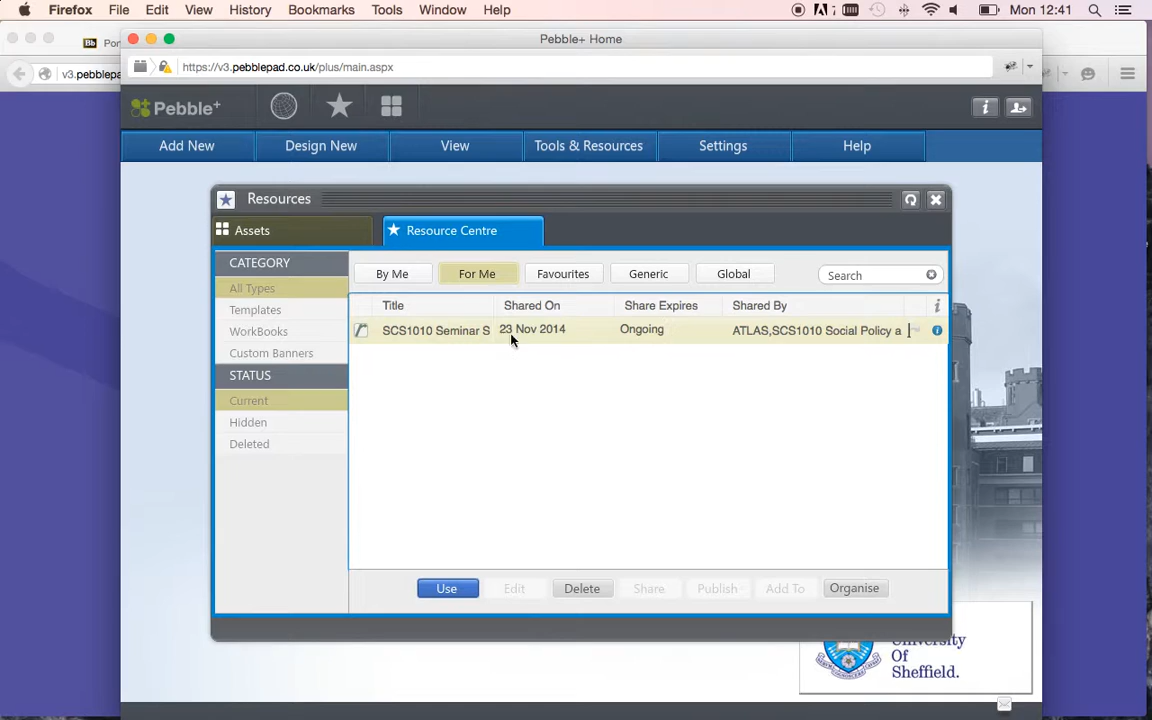 Firefox File Edit View History Bookmarks Tools Window Help Mon 12:41
Pebble+ Home
Bb Por
v3.pebblepa
https://v3.pebblepad.co.uk/plus/main.aspx
Pebble+
Add New Design New View Tools & Resources Settings Help
Resources
Assets Resource Centre
CATEGORY
All Types
Templates
WorkBooks
Custom Banners
STATUS
Current
Hidden
Deleted
By Me For Me Favourites Generic Global Search
Title Shared On Share Expires Shared By i
SCS1010 Seminar S 23 Nov 2014 Ongoing ATLAS,SCS1010 Social Policy a
Use Edit Delete Share Publish Add To Organise
University
Of
Sheffield.